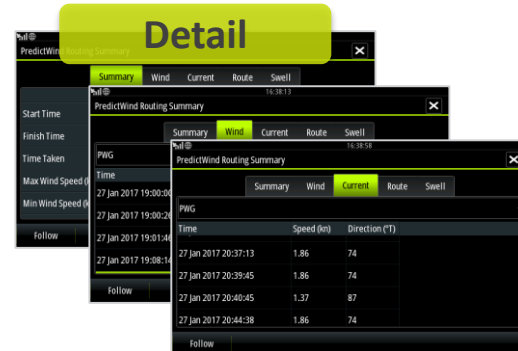 Detail
PredictWind Routing Summary
Summary Wind Current Route Swell
Start Time
Finish Time
Time Taken
Max Wind Speed (k
Min Wind Speed (k
Follow
16:38:13
PredictWind Routing Summary
Summary Wind Current Route Swell
PWG
Time
27 Jan 2017 19:00:00
27 Jan 2017 19:00:26
27 Jan 2017 19:01:46
27 Jan 2017 19:08:14
Follow
16:38:58
PredictWind Routing Summary
Summary Wind Current Route Swell
PWG
Time Speed (kn) Direction (°T)
27 Jan 2017 20:37:13 1.86 74
27 Jan 2017 20:39:45 1.86 74
27 Jan 2017 20:40:45 1.37 87
27 Jan 2017 20:44:38 1.86 74
Follow